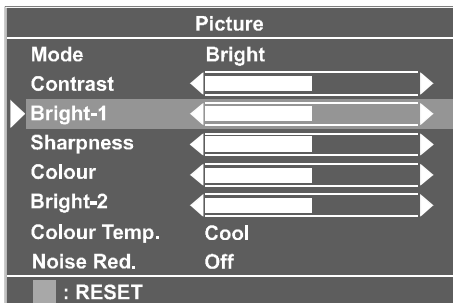 Picture
Mode Bright
Contrast
Bright-1
Sharpness
Colour
Bright-2
Colour Temp. Cool
Noise Red. Off
: RESET